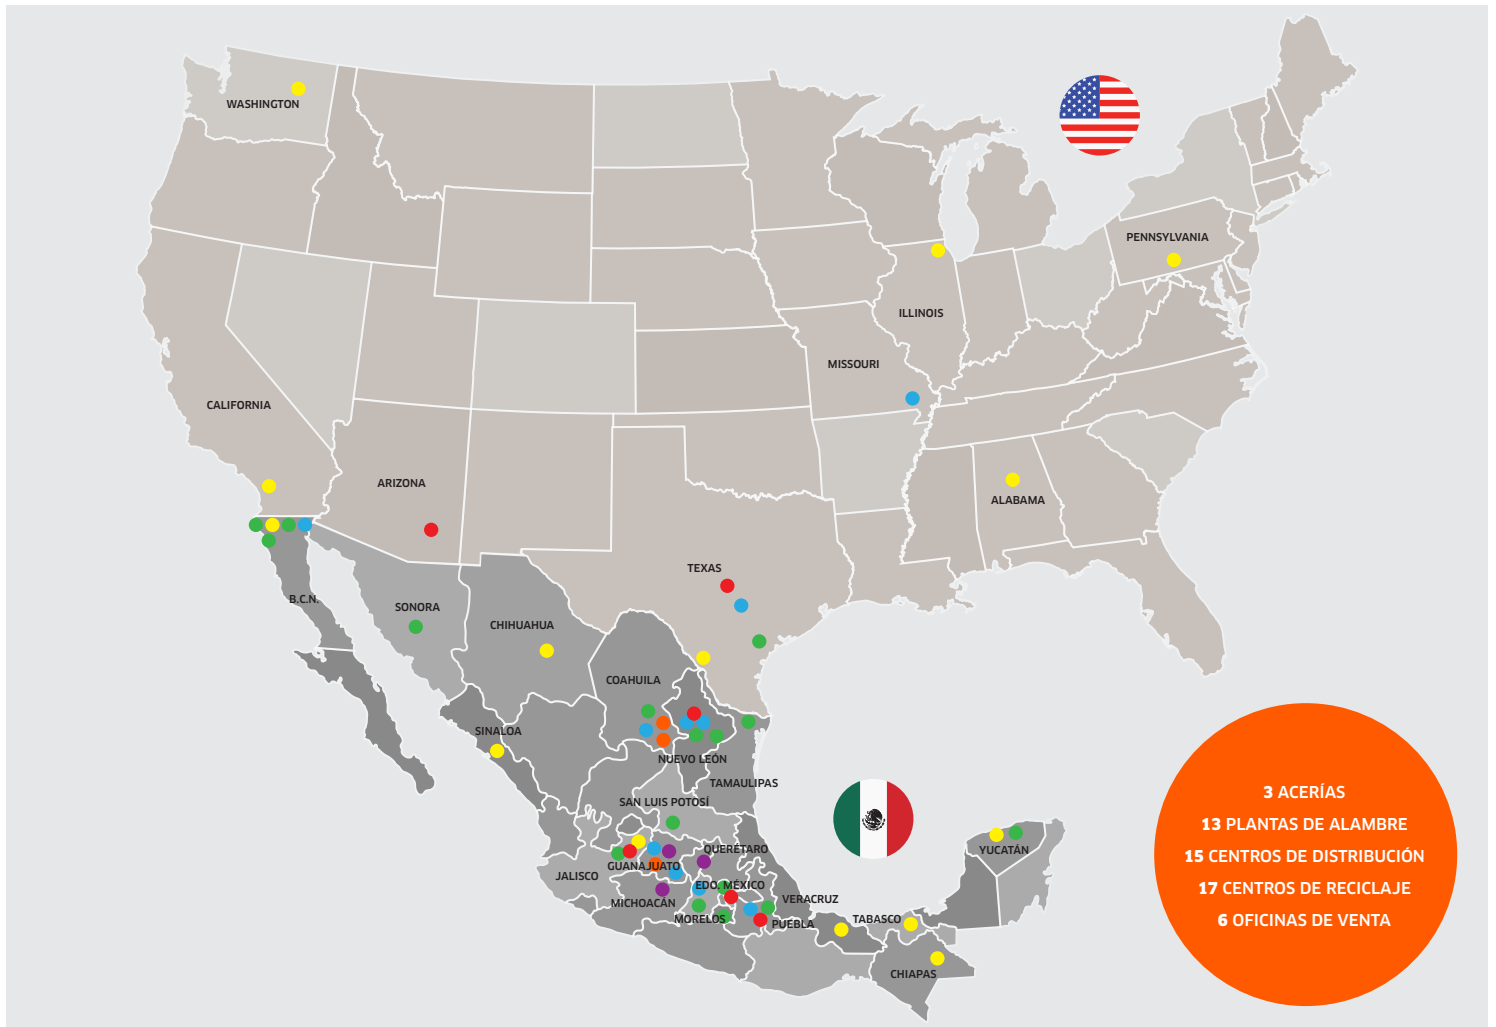 WASHINGTON
PENNSYLVANIA
ILLINOIS
MISSOURI
CALIFORNIA
ARIZONA
ALABAMA
TEXAS
B.C.N.
SONORA
CHIHUAHUA
COAHUILA
SINALOA
NUEVO LEÓN
TAMAULIPAS
SAN LUIS POTOSÍ
QUERÉTARO
GUANAJUATO
JALISCO
EDO. MÉXICO
MICHOACÁN
VERACRUZ
MORELOS
PUEBLA
TABASCO
YUCATÁN
CHIAPAS
3 ACERÍAS
13 PLANTAS DE ALAMBRE
15 CENTROS DE DISTRIBUCIÓN
17 CENTROS DE RECICLAJE
6 OFICINAS DE VENTA